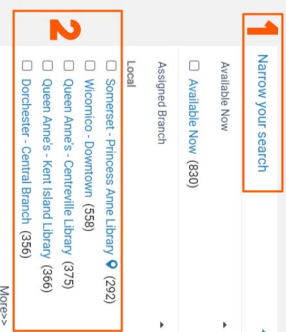 1
Narrow your search
Available Now
Available Now (830)
Assigned Branch
Local
2
Somerset - Princess Anne Library (292)
Wicomico - Downtown (558)
Queen Anne's - Centreville Library (375)
Queen Anne's - Kent Island Library (366)
Dorchester - Central Branch (356)
More>>